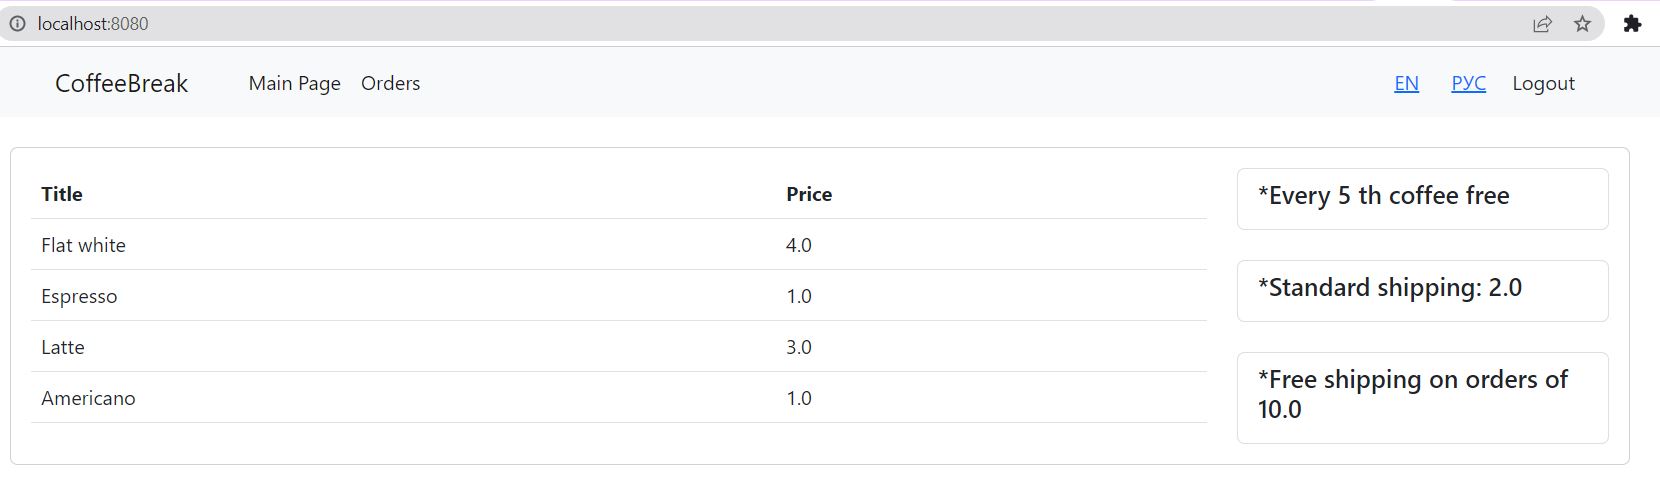 localhost:8080
CoffeeBreak Main Page Orders EN РУС Logout
Title Price
Flat white 4.0
Espresso 1.0
Latte 3.0
Americano 1.0
*Every 5 th coffee free
*Standard shipping: 2.0
*Free shipping on orders of
10.0